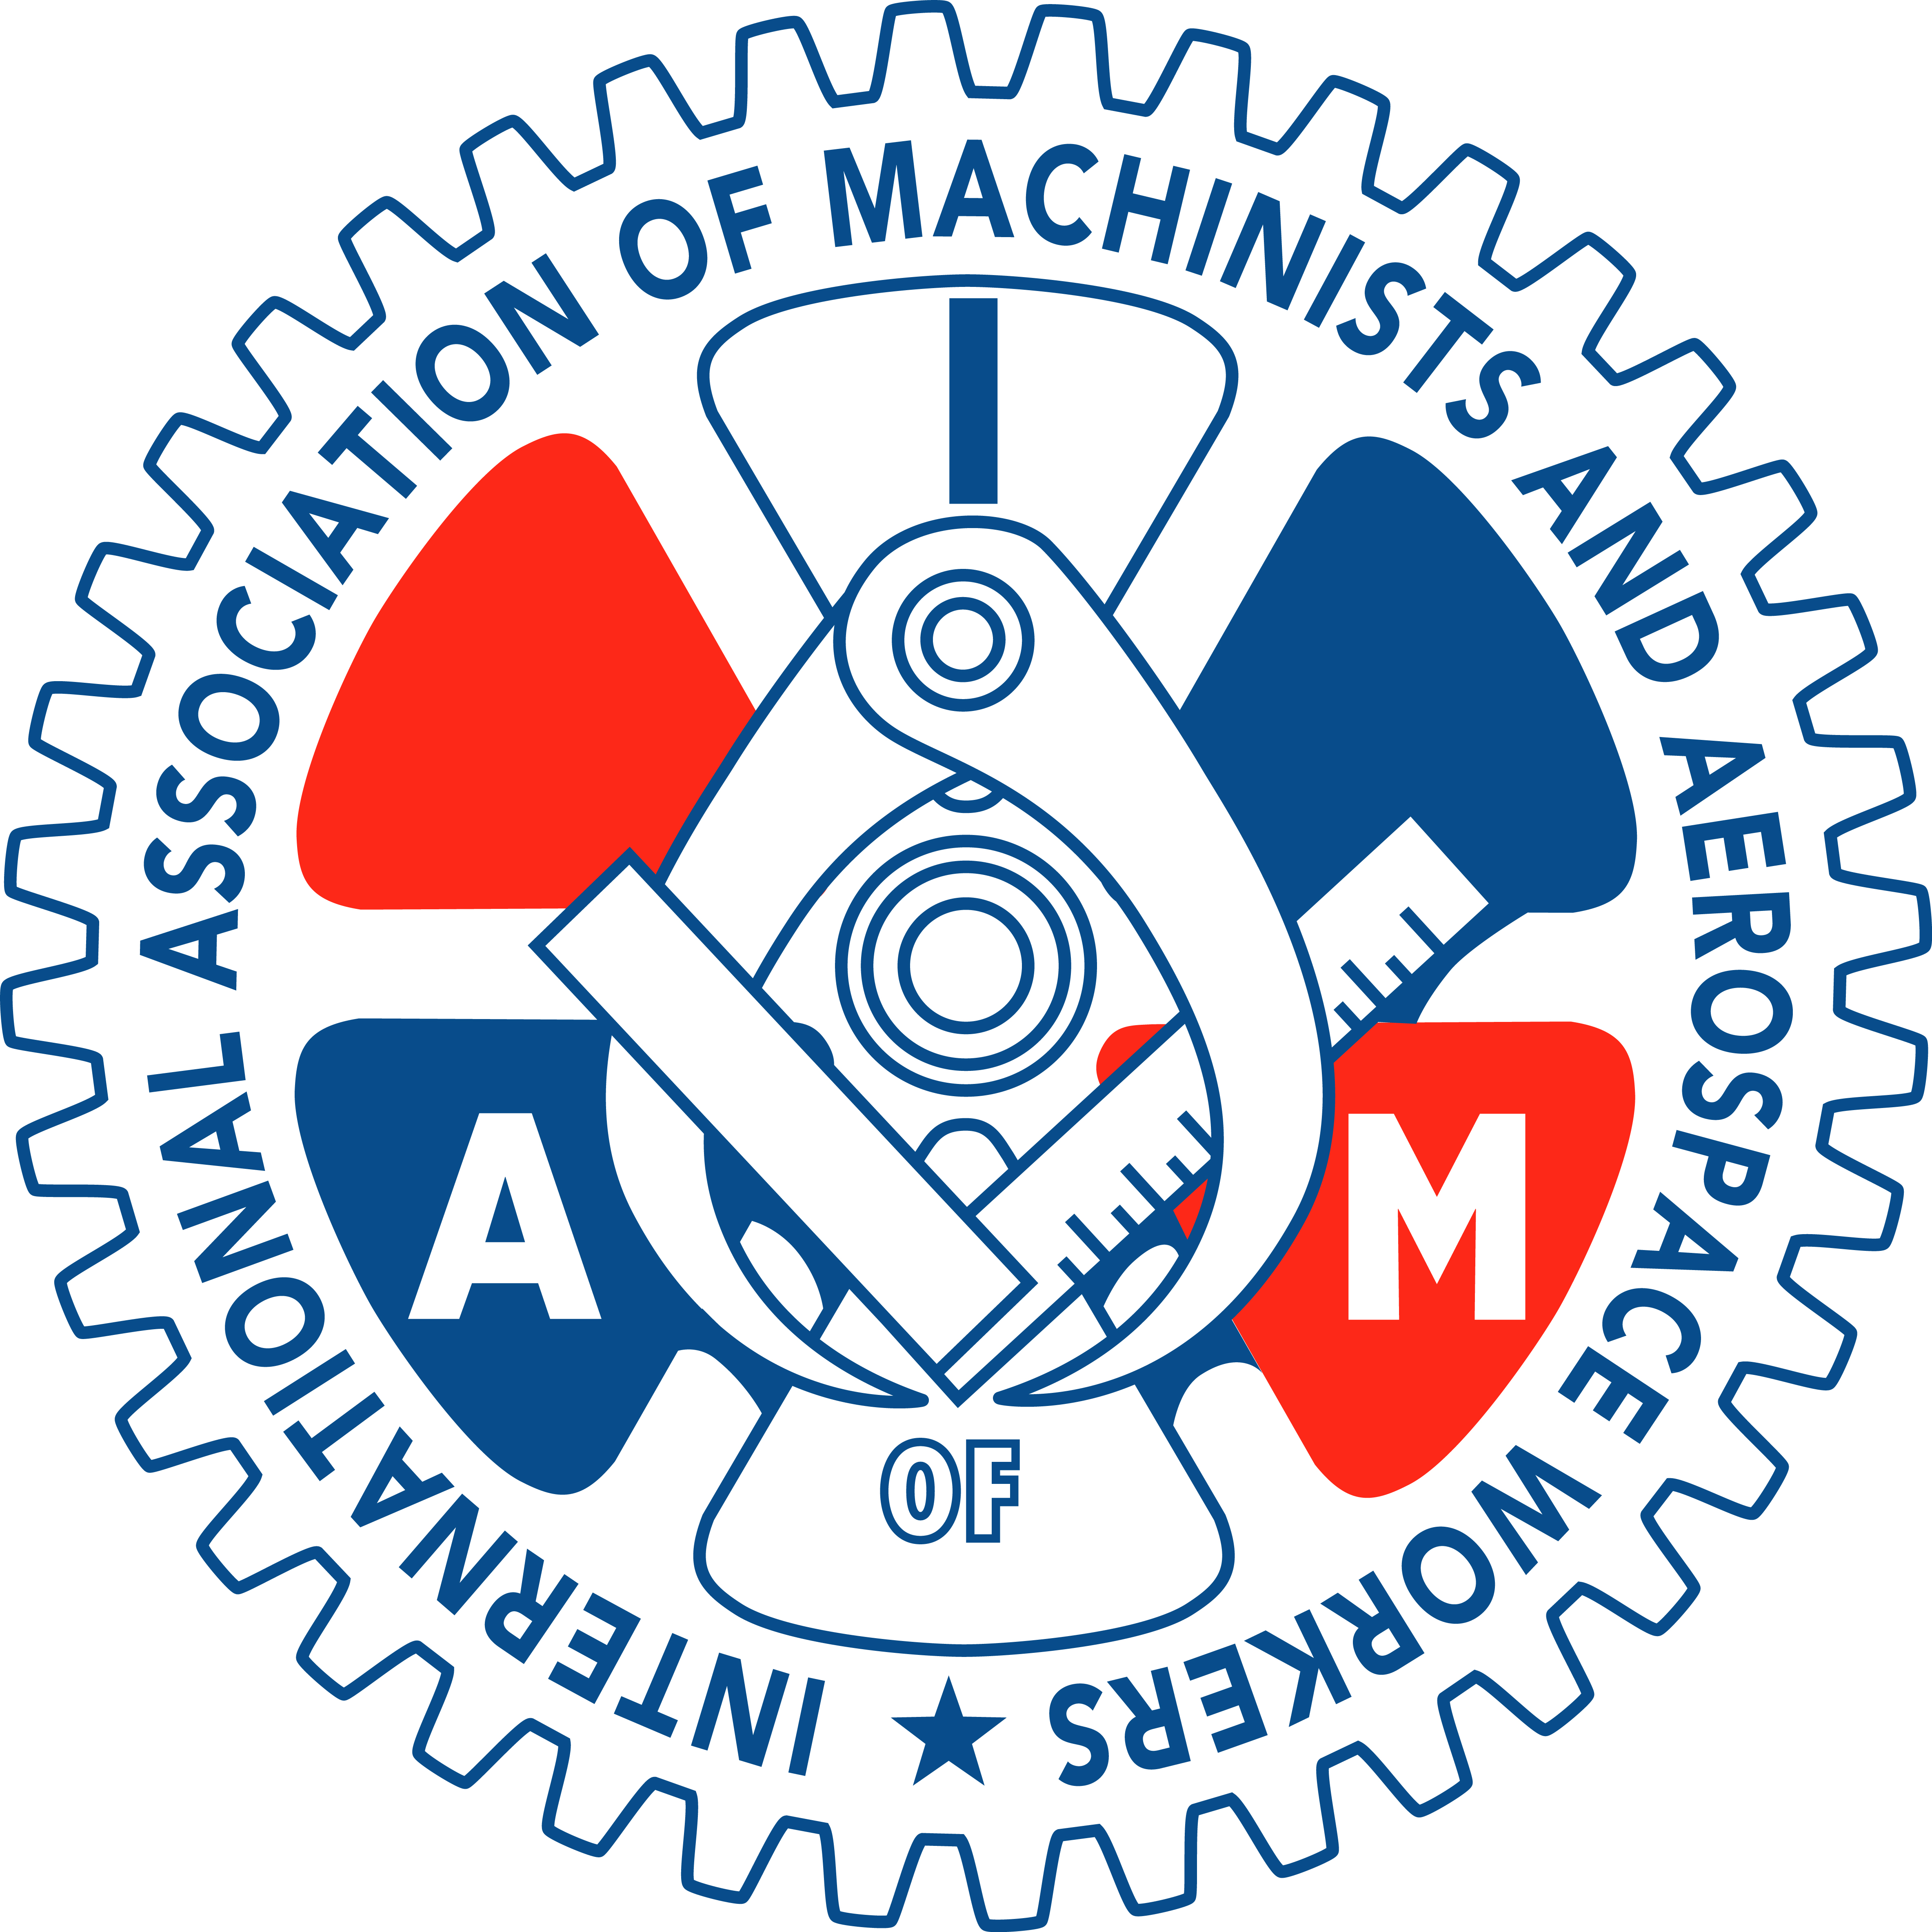 INTERNATIONAL ASSOCIATION OF MACHINISTS AND AEROSPACE WORKERS
I
A
M
OF